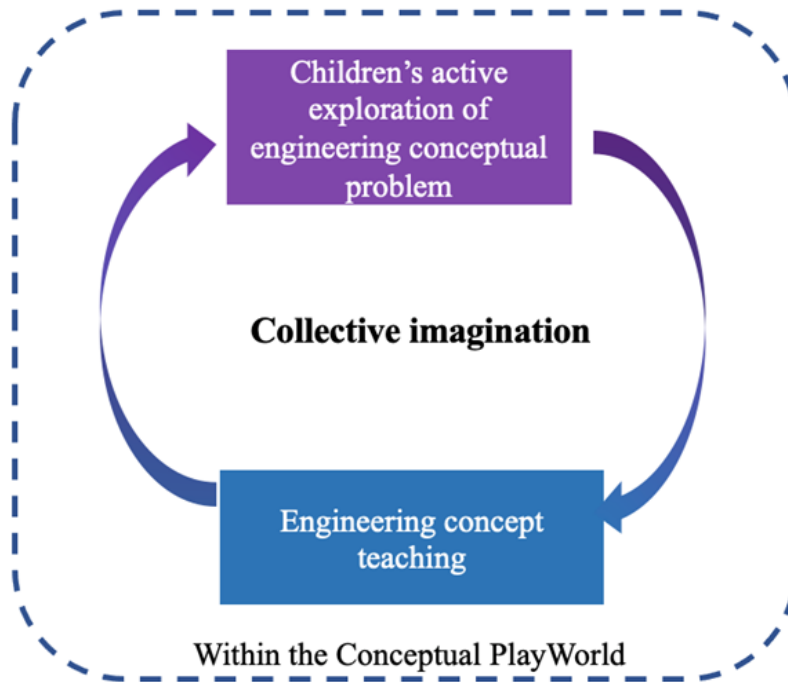 Children’s active
exploration of
engineering conceptual
problem
Collective imagination
Engineering concept
teaching
Within the Conceptual PlayWorld